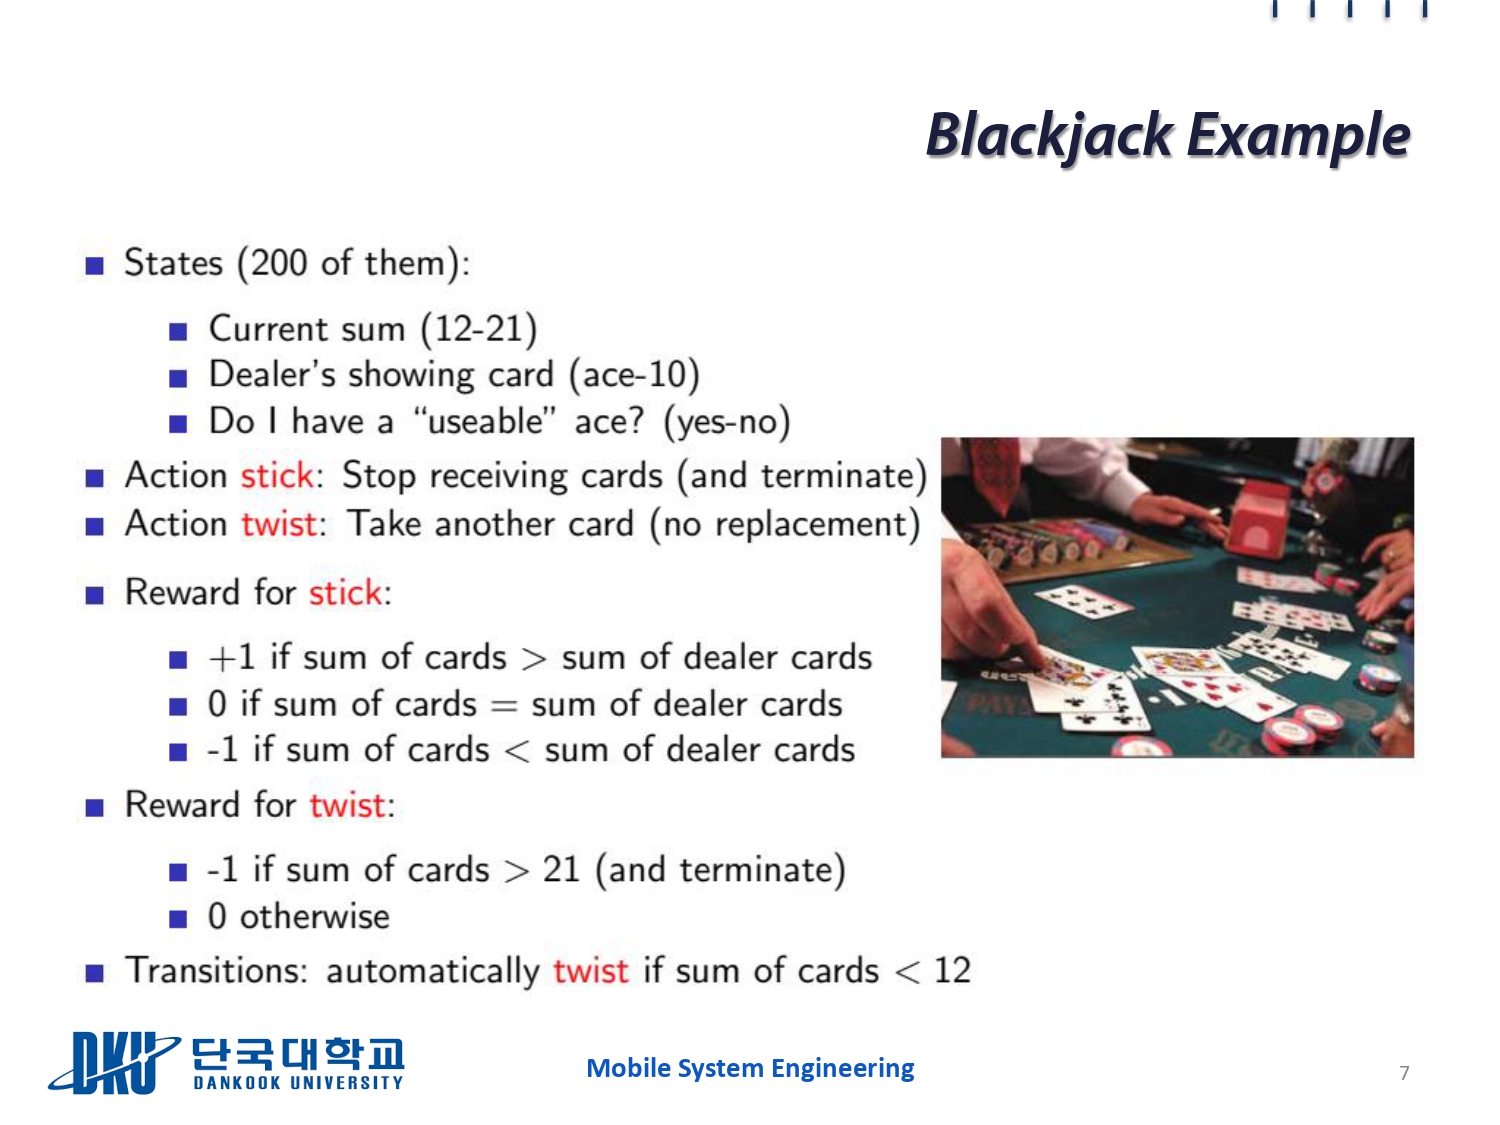 Blackjack Example
States (200 of them):
Current sum (12-21)
Dealer's showing card (ace-10)
Do I have a “useable” ace? (yes-no)
Action stick: Stop receiving cards (and terminate)
Action twist: Take another card (no replacement)
Reward for stick:
+1 if sum of cards > sum of dealer cards
0 if sum of cards = sum of dealer cards
-1 if sum of cards < sum of dealer cards
Reward for twist:
-1 if sum of cards > 21 (and terminate)
0 otherwise
Transitions: automatically twist if sum of cards < 12
DKU 단국대학교
DANKOOK UNIVERSITY
Mobile System Engineering
7